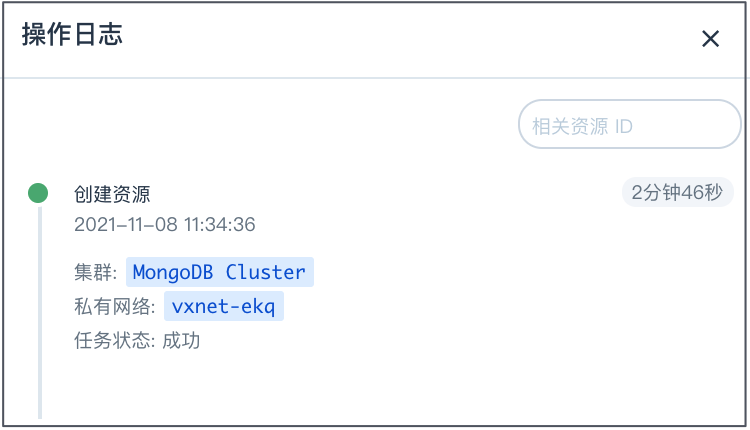 操作日志
相关资源 ID
创建资源
2分钟46秒
2021-11-08 11:34:36
集群: MongoDB Cluster
私有网络: vxnet-ekq
任务状态: 成功